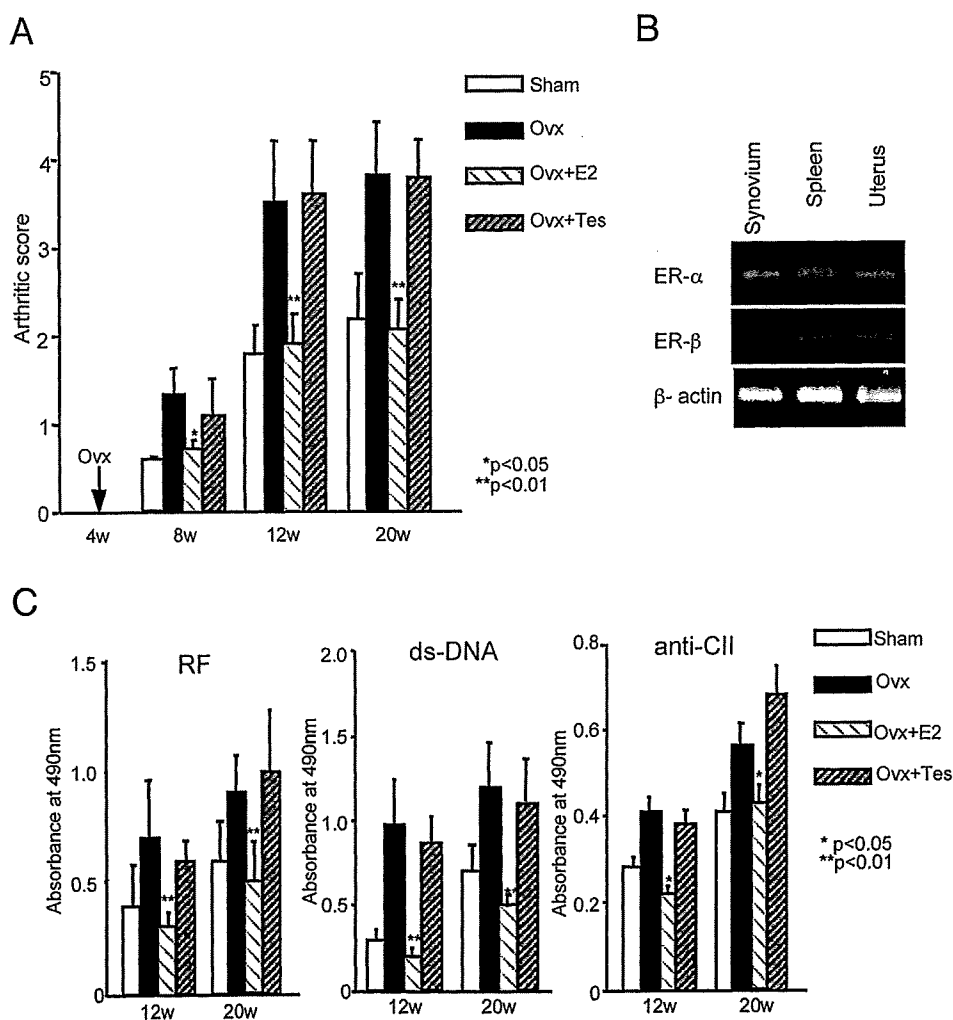 A
5
4
3
2
1
0
Arthritic score
Ovx
4w
8w
12w
20w
*
**
**
Sham
Ovx
Ovx+E2
Ovx+Tes
*p<0.05
**p<0.01
B
Synovium
Spleen
Uterus
ER-α
ER-β
β- actin
C
RF
1.5
1.0
0.5
0
Absorbance at 490nm
**
**
12w
20w
ds-DNA
2.0
1.5
1.0
0.5
0
Absorbance at 490nm
**
**
12w
20w
anti-CII
0.8
0.6
0.4
0.2
0
Absorbance at 490nm
*
*
12w
20w
Sham
Ovx
Ovx+E2
Ovx+Tes
* p<0.05
**p<0.01